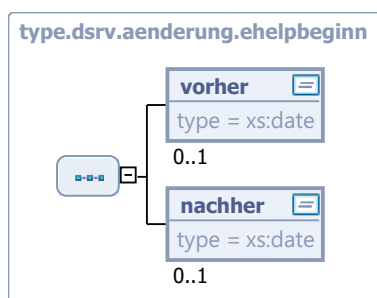 type.dsrv.aenderung.ehelpbeginn
vorher
type = xs:date
0..1
nachher
type = xs:date
0..1